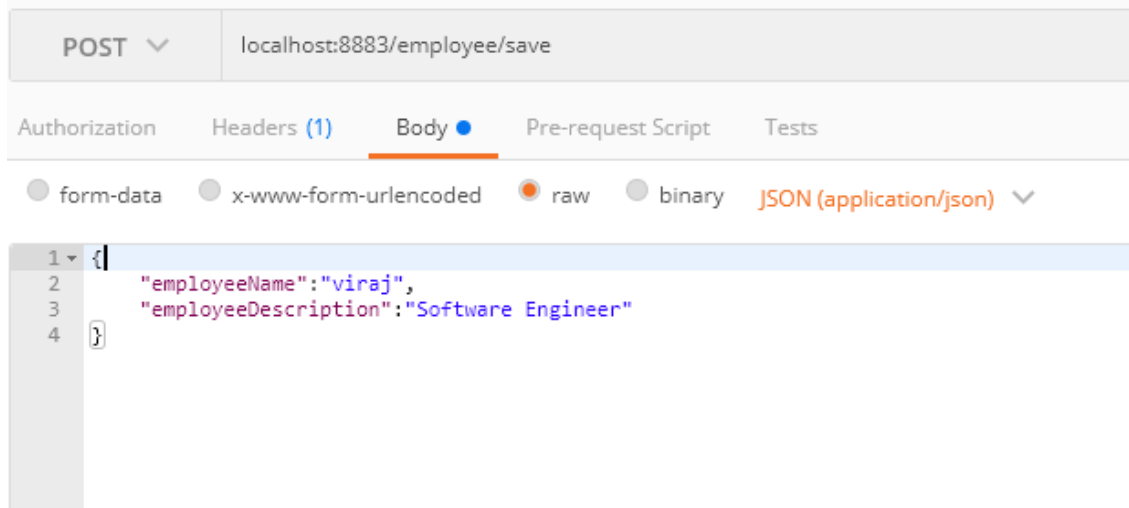 POST localhost:8883/employee/save
Authorization Headers (1) Body Pre-request Script Tests
form-data x-www-form-urlencoded raw binary JSON (application/json)
1 {
2 "employeeName":"viraj",
3 "employeeDescription":"Software Engineer"
4 }